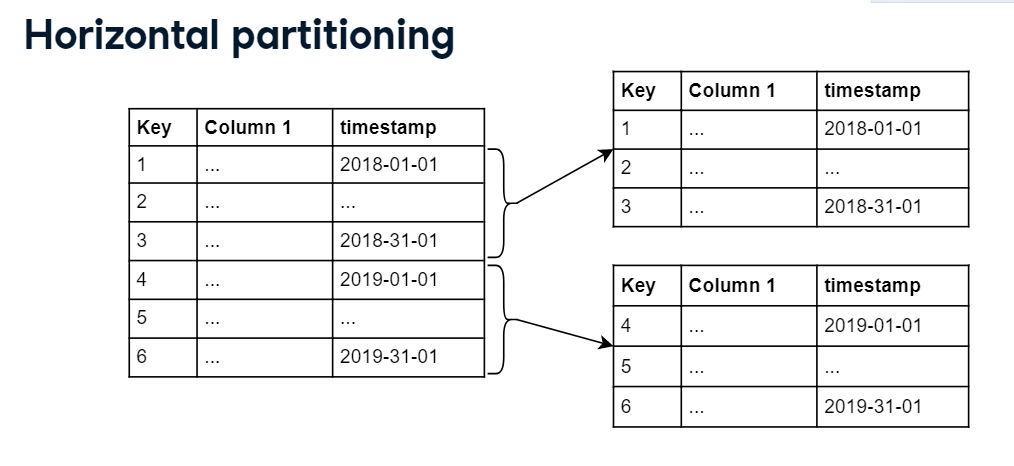 Horizontal partitioning
Key Column 1 timestamp
1 ... 2018-01-01
2 ... ...
3 ... 2018-31-01
4 ... 2019-01-01
5 ... ...
6 ... 2019-31-01
Key Column 1 timestamp
1 ... 2018-01-01
2 ... ...
3 ... 2018-31-01
Key Column 1 timestamp
4 ... 2019-01-01
5 ... ...
6 ... 2019-31-01